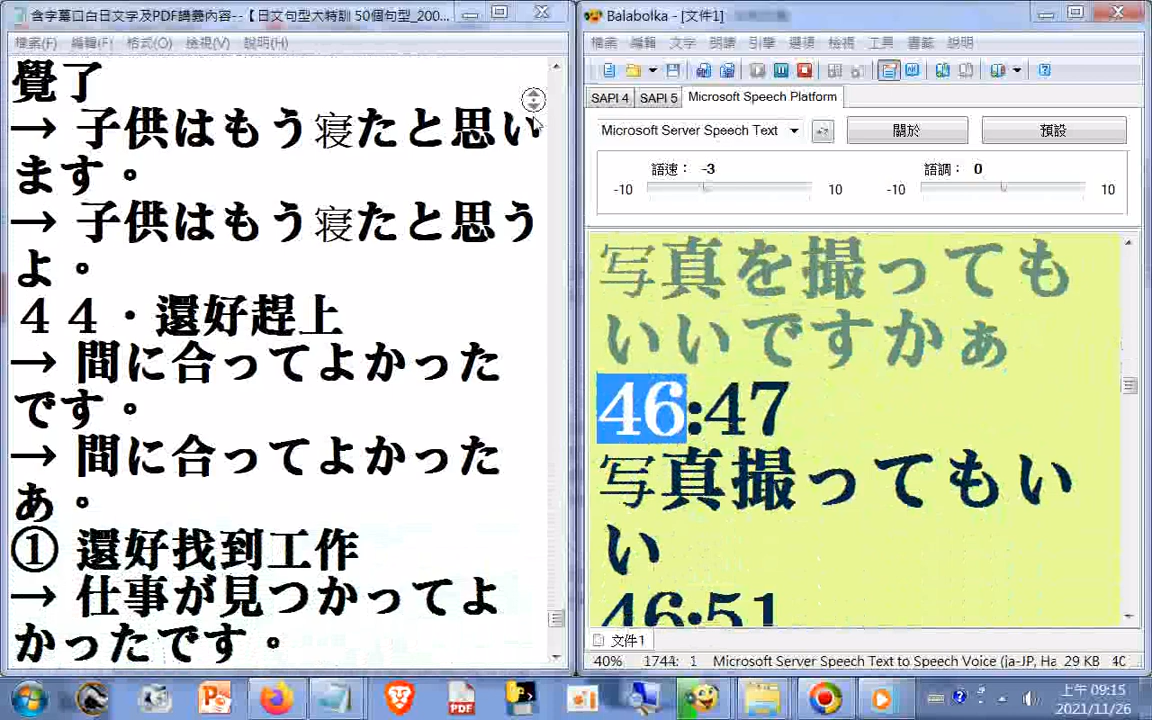 含字幕口白日文字及PDF講義內容--【日文句型大特訓 50個句型_200...
檔案(F) 編輯(F) 格式(O) 檢視(V) 說明(H)
覺了
→ 子供はもう寝たと思い
ます。
→ 子供はもう寝たと思う
よ。
４４．還好趕上
→ 間に合ってよかった
です。
→ 間に合ってよかった
あ。
① 還好找到工作
→ 仕事が見つかってよ
かったです。
Balabolka - [文件1]
檔案 編輯 文字 朗讀 引擎 選項 檢視 工具 書籤 說明
SAPI 4 SAPI 5 Microsoft Speech Platform
Microsoft Server Speech Text 關於 預設
語速： -3 語調： 0
-10 10 -10 10
写真を撮っても
いいですかぁ
46:47
写真撮ってもい
い
46:51
文件1
40% 1744: 1 Microsoft Server Speech Text to Speech Voice (ja-JP, Ha 29 KB 4C
PDF
上午 09:15
2021/11/26